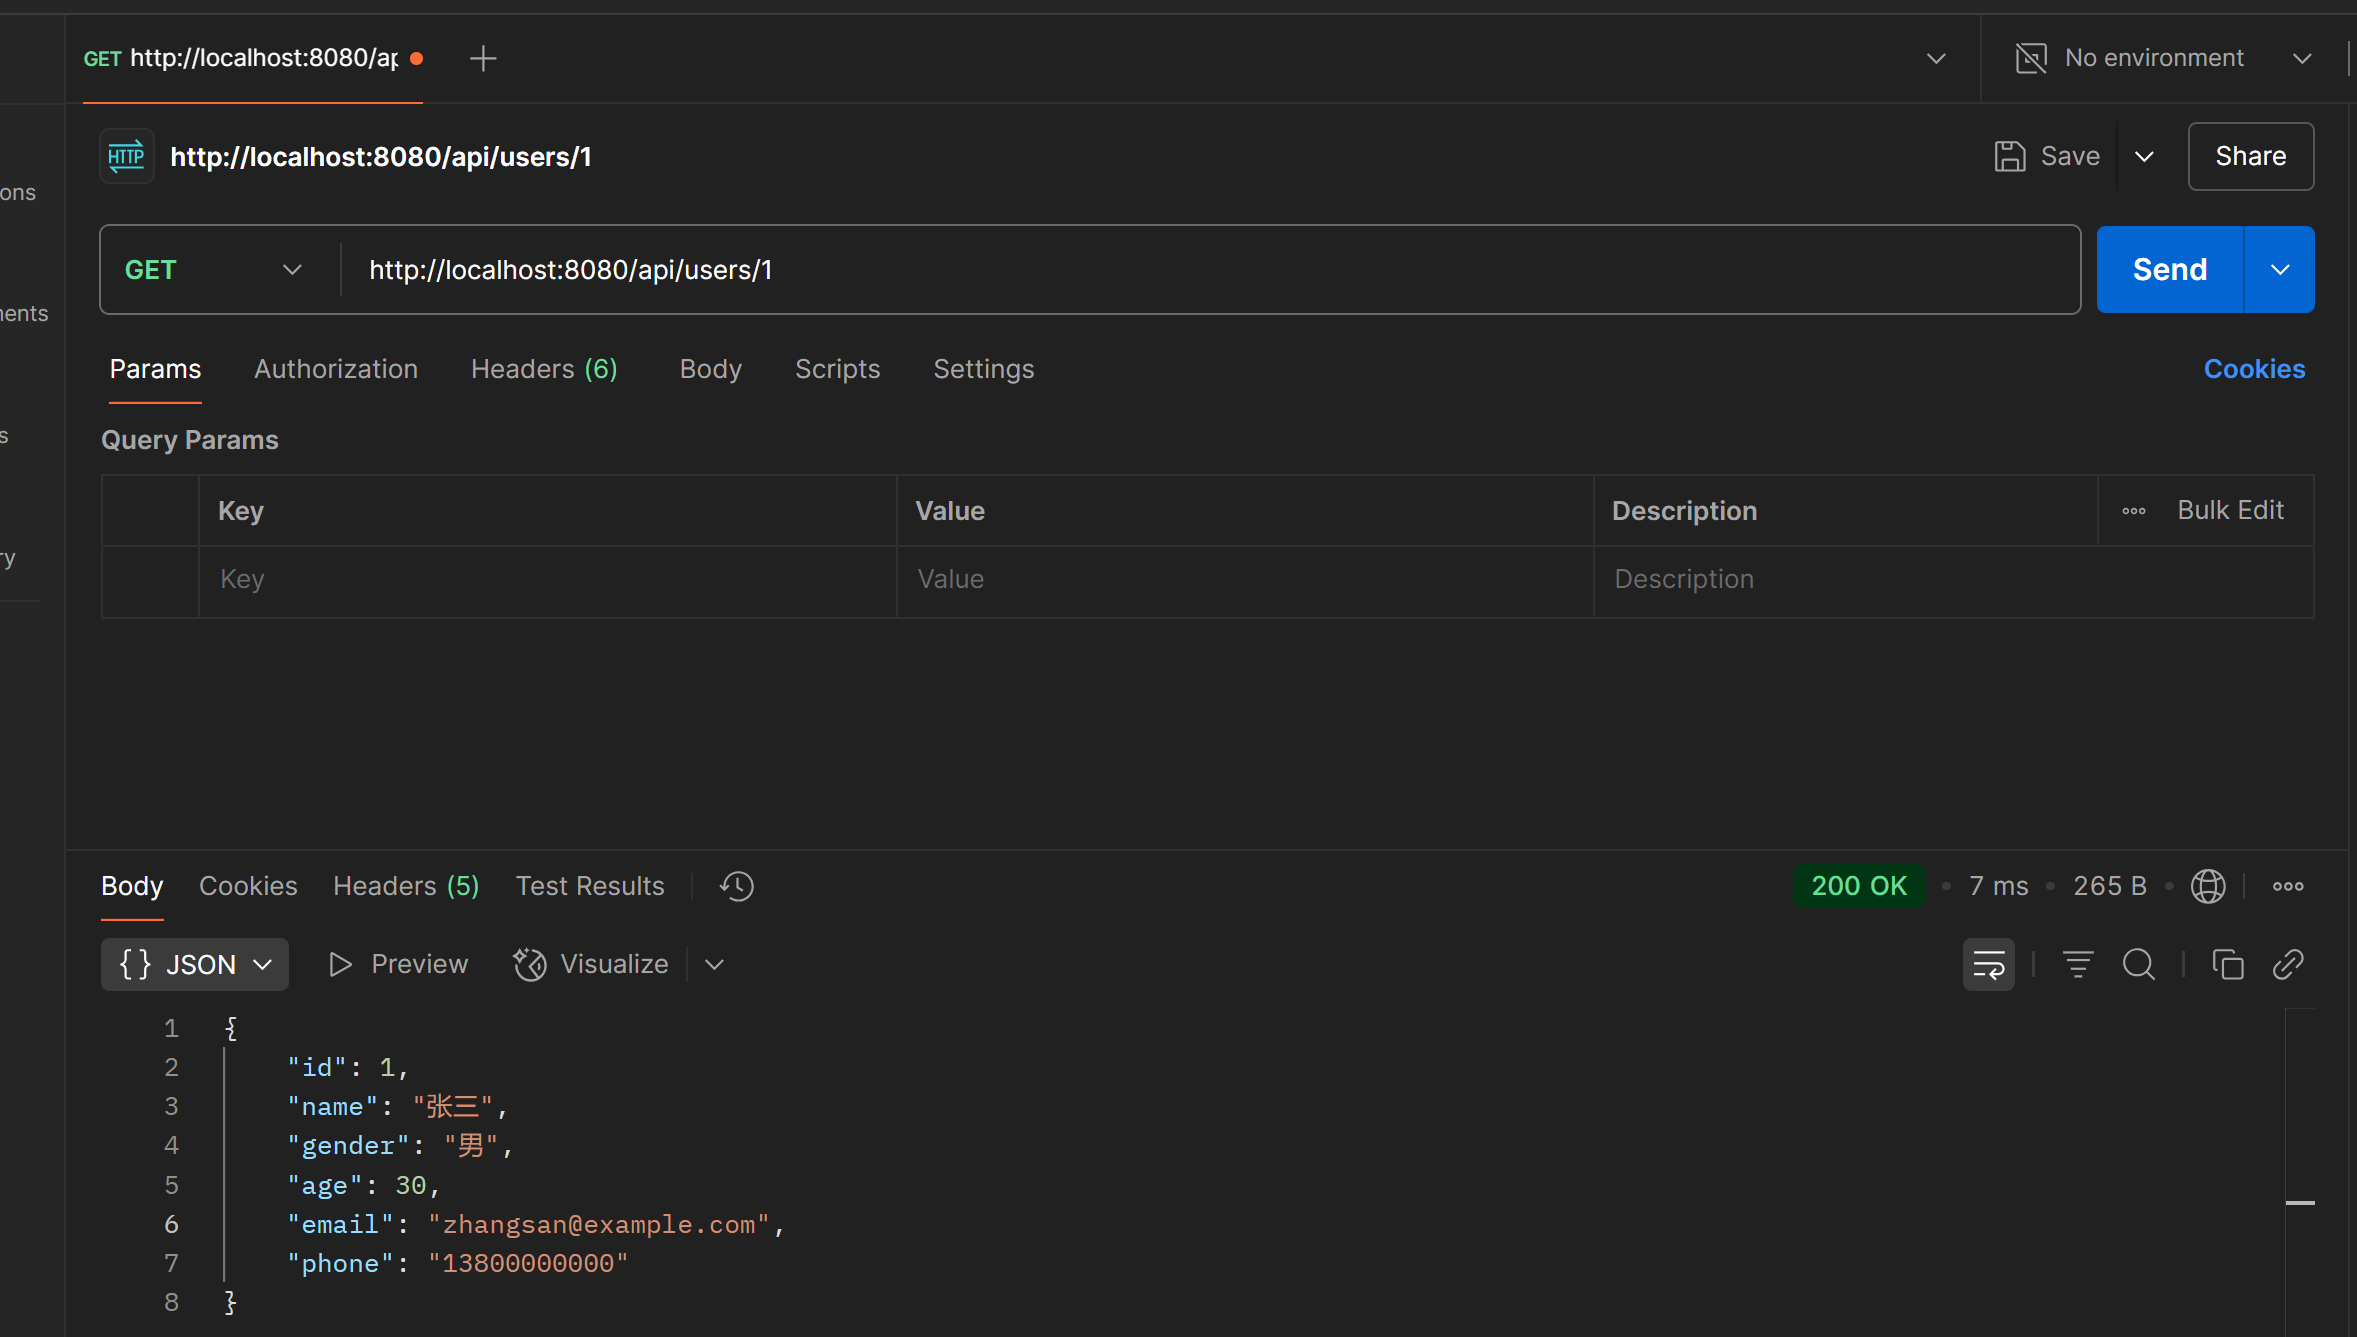 GET http://localhost:8080/ap
No environment
HTTP http://localhost:8080/api/users/1
Save
Share
ons
GET http://localhost:8080/api/users/1
Send
nents
Params Authorization Headers (6) Body Scripts Settings
Cookies
s
Query Params
Key Value Description Bulk Edit
ry
Key Value Description
Body Cookies Headers (5) Test Results
200 OK • 7 ms • 265 B
{} JSON Preview Visualize
1 {
2 "id": 1,
3 "name": "张三",
4 "gender": "男",
5 "age": 30,
6 "email": "zhangsan@example.com",
7 "phone": "13800000000"
8 }